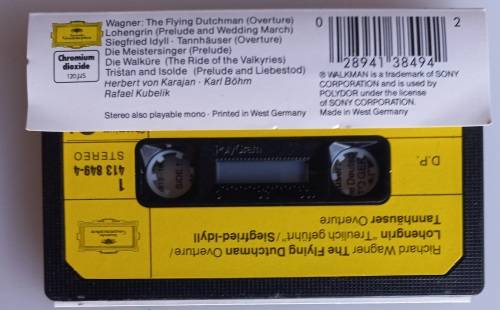 Wagner: The Flying Dutchman (Overture)
Lohengrin (Prelude and Wedding March)
Siegfried Idyll · Tannhäuser (Overture)
Die Meistersinger (Prelude)
Die Walküre (The Ride of the Valkyries)
Tristan and Isolde (Prelude and Liebestod)
Herbert von Karajan · Karl Böhm
Rafael Kubelik
Stereo also playable mono · Printed in West Germany
Chromium
dioxide
120 µS
0 2
28941 38494
® WALKMAN is a trademark of SONY
CORPORATION and is used by
POLYDOR under the license
of SONY CORPORATION.
Made in West Germany
PolyGram
1
413 849-4
STEREO
D.P.
Richard Wagner The Flying Dutchman Overture/
Lohengrin "Treulich geführt"/Siegfried-Idyll
Tannhäuser Overture